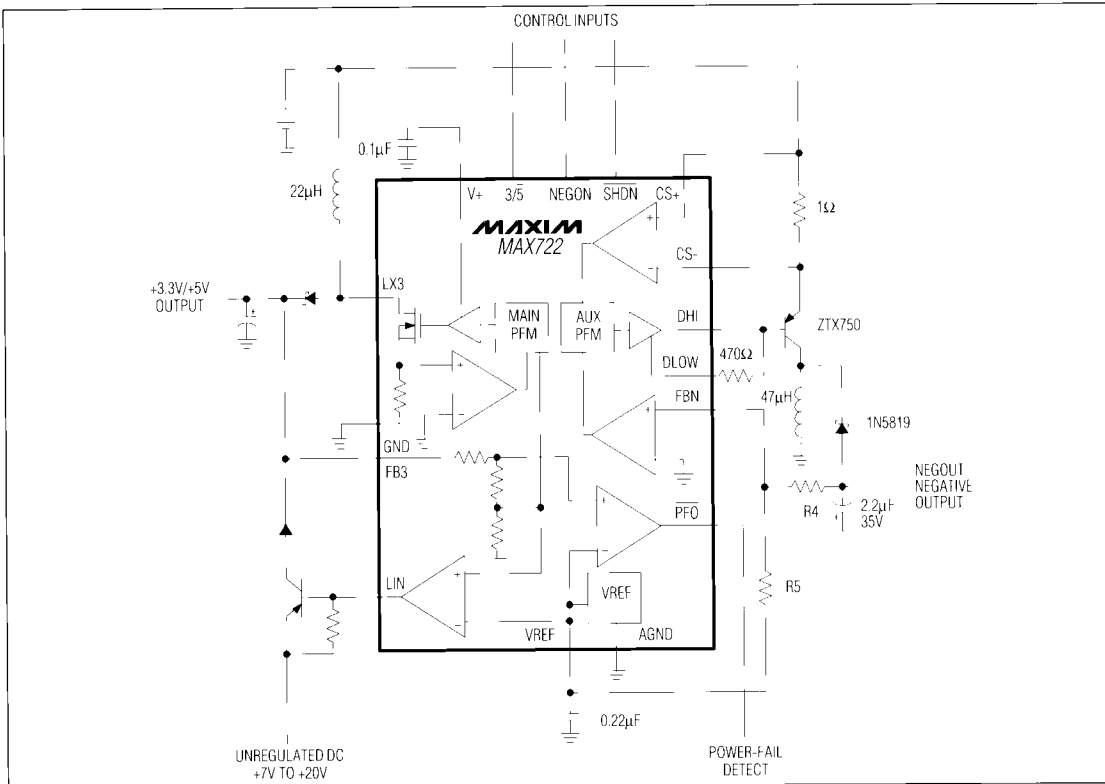 CONTROL INPUTS
0.1µF
22µH
V+ 3/5̅ NEGON S̅H̅D̅N̅ CS+
1Ω
MAXIM
MAX722
CS-
+3.3V/+5V
OUTPUT
LX3
MAIN
PFM
AUX
PFM
DHI
ZTX750
DLOW
470Ω
FBN
47µH
1N5819
GND
FB3
NEGOUT
NEGATIVE
OUTPUT
R4
2.2µF
35V
P̅F̅O̅
R5
LIN
VREF
VREF
AGND
0.22µF
UNREGULATED DC
+7V TO +20V
POWER-FAIL
DETECT